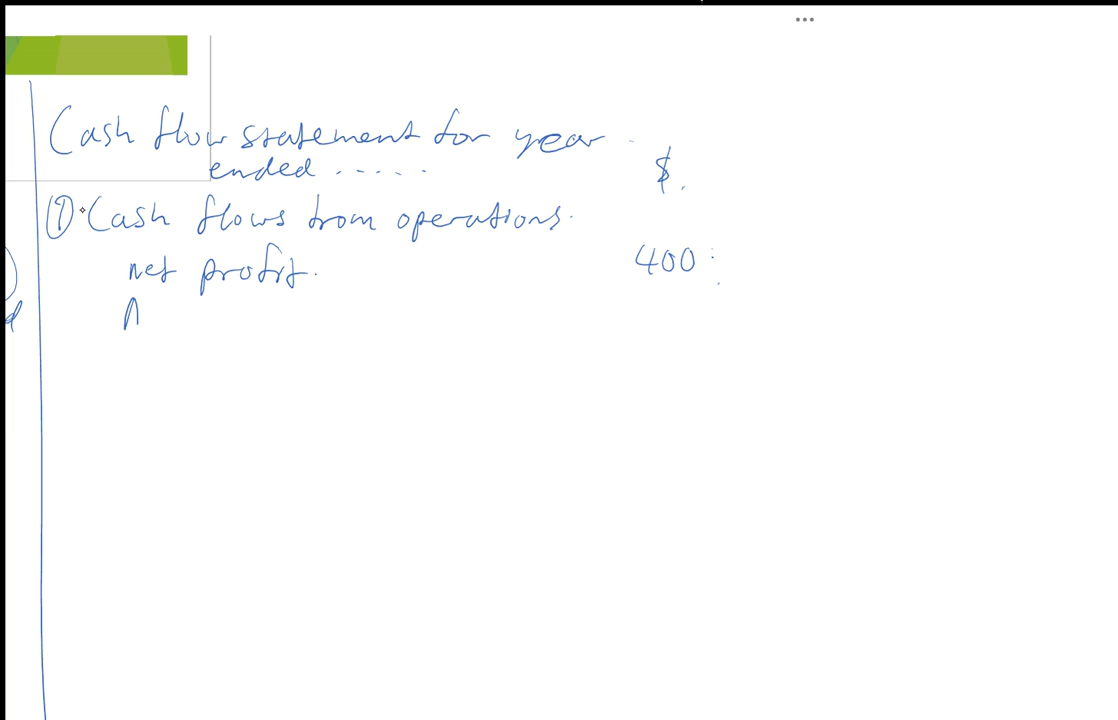 Cash flow statement for year
ended .....
$
① Cash flows from operations.
net profit. 400